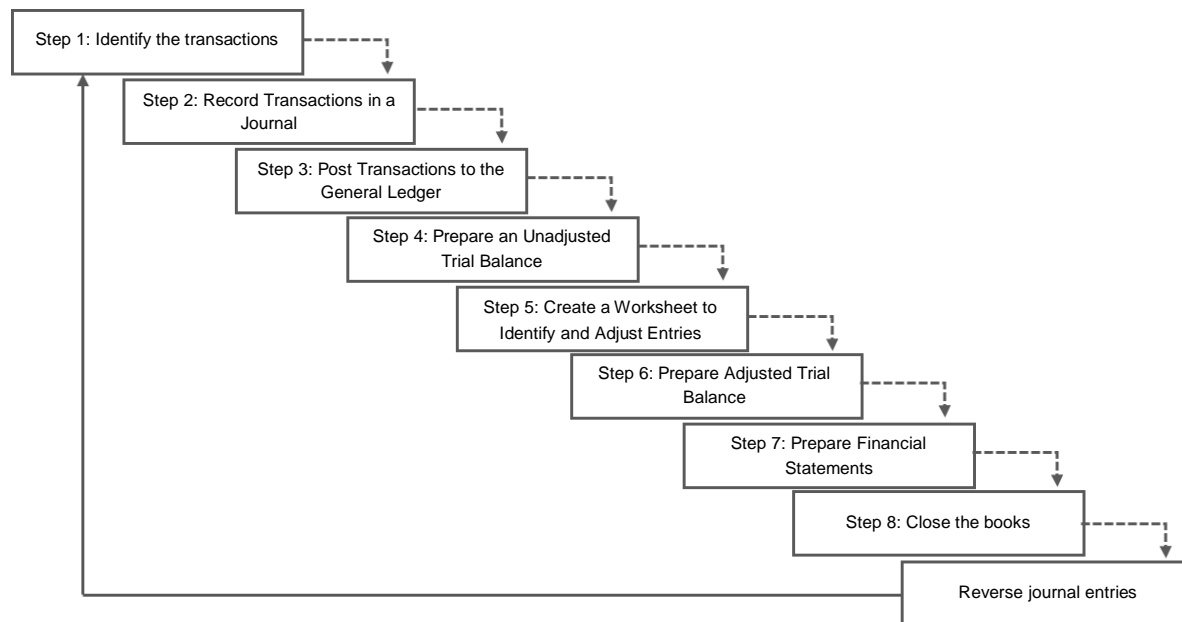 Step 1: Identify the transactions
Step 2: Record Transactions in a
Journal
Step 3: Post Transactions to the
General Ledger
Step 4: Prepare an Unadjusted
Trial Balance
Step 5: Create a Worksheet to
Identify and Adjust Entries
Step 6: Prepare Adjusted Trial
Balance
Step 7: Prepare Financial
Statements
Step 8: Close the books
Reverse journal entries